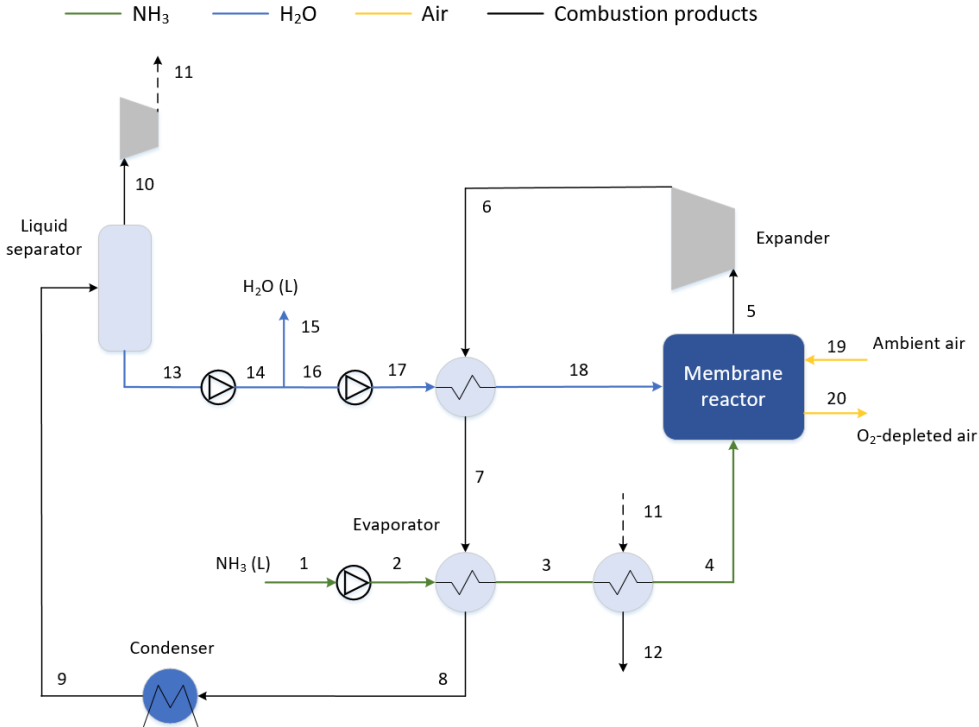 NH₃ H₂O Air Combustion products
11
10
Liquid
separator
6
Expander
H₂O (L)
5
15
Ambient air
19
13 14 16 17 18
Membrane
reactor
20
O₂-depleted air
7
11
Evaporator
NH₃ (L) 1 2 3 4
Condenser
12
9 8